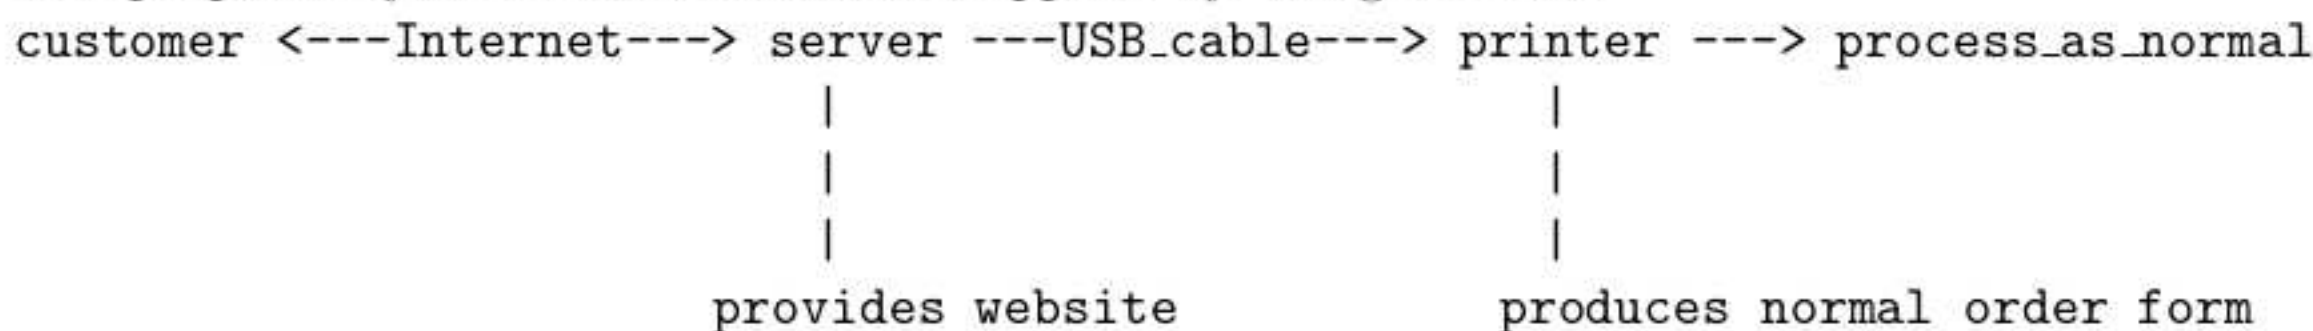 customer <---Internet---> server ---USB_cable---> printer ---> process_as_normal
| |
| |
| |
provides website produces normal order form